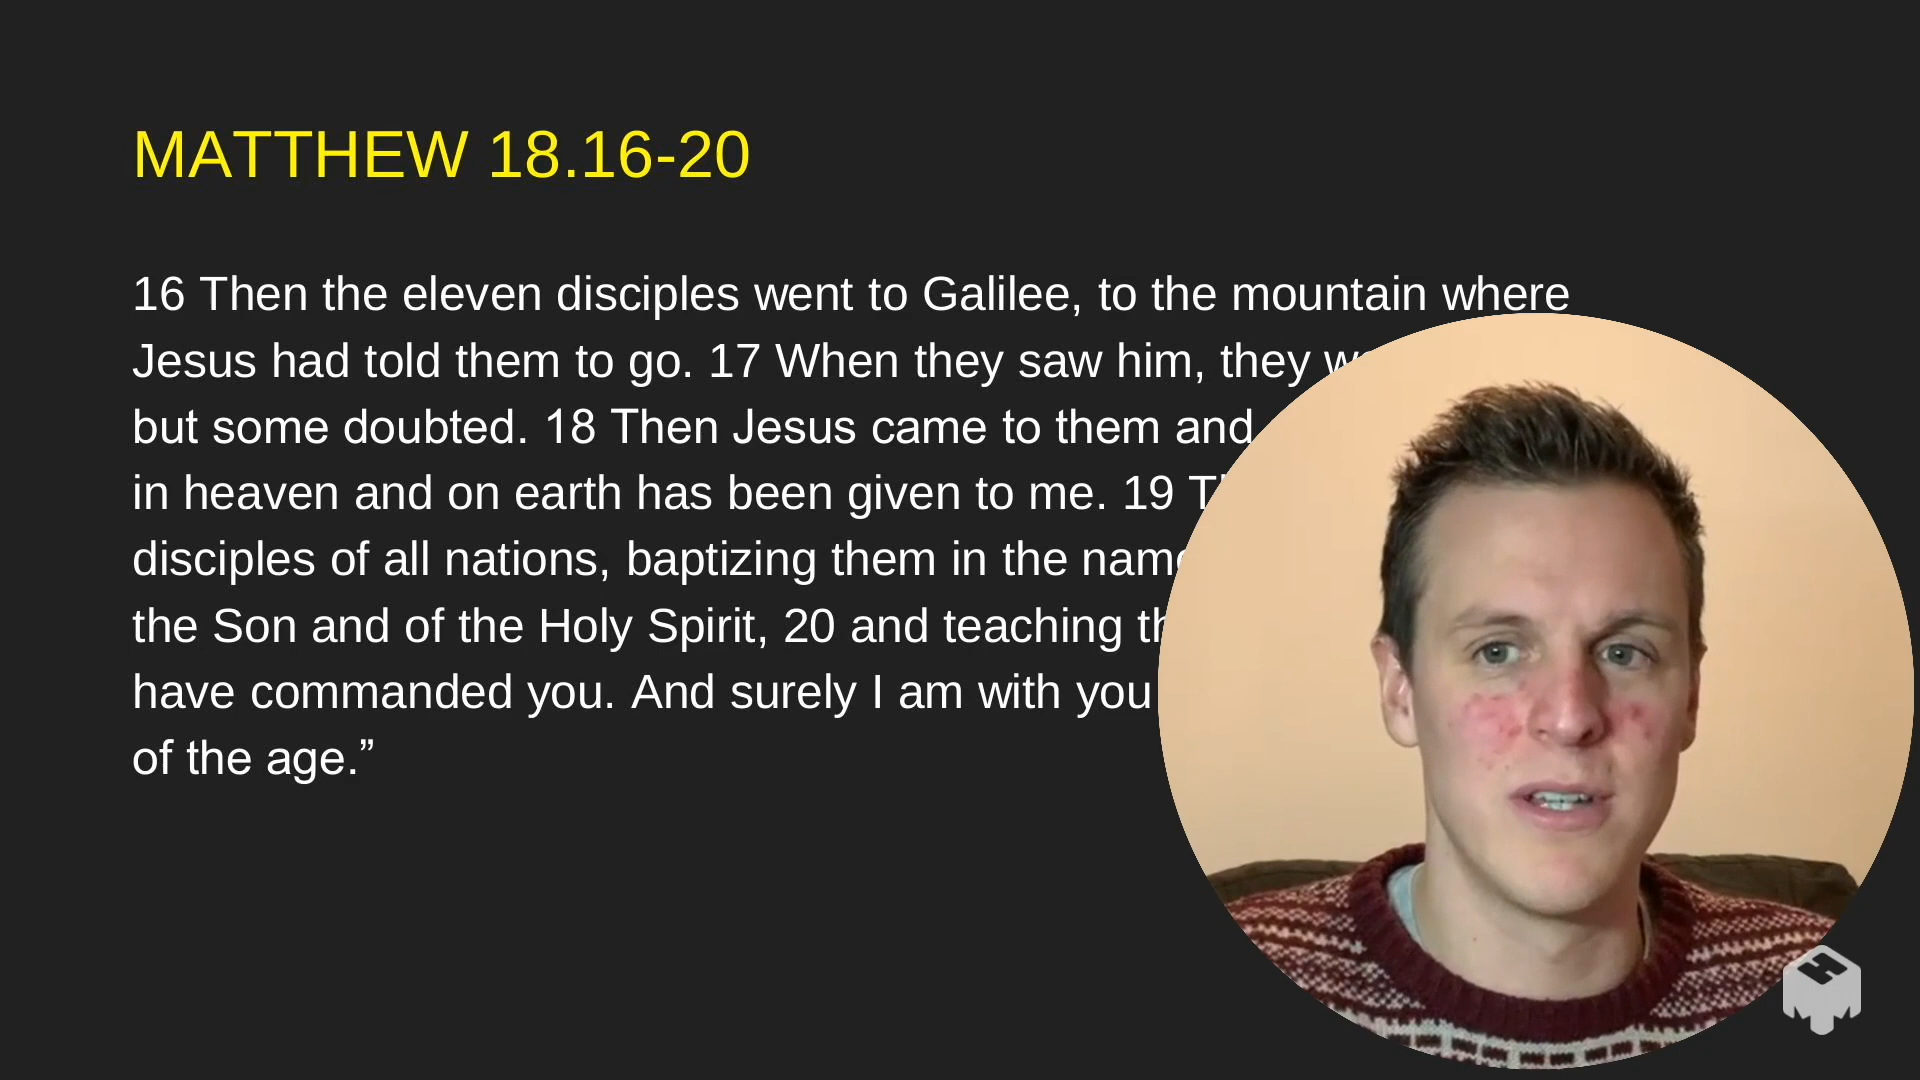 MATTHEW 18.16-20
16 Then the eleven disciples went to Galilee, to the mountain where
Jesus had told them to go. 17 When they saw him, they
but some doubted. 18 Then Jesus came to them and
in heaven and on earth has been given to me. 19
disciples of all nations, baptizing them in the name
the Son and of the Holy Spirit, 20 and teaching
have commanded you. And surely I am with you
of the age.”